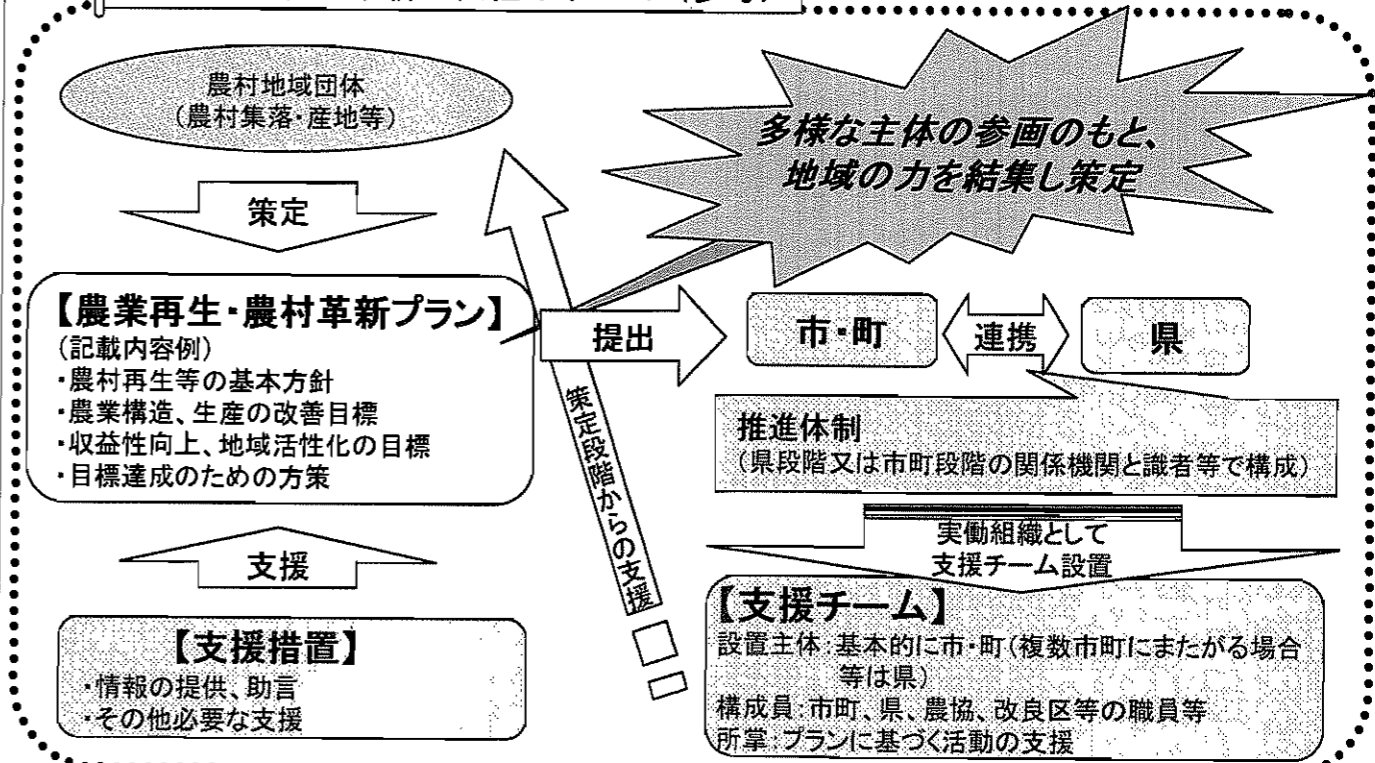 農村地域団体
(農村集落・産地等)
多様な主体の参画のもと、
地域の力を結集し策定
策定
【農業再生・農村革新プラン】
(記載内容例)
・農村再生等の基本方針
・農業構造、生産の改善目標
・収益性向上、地域活性化の目標
・目標達成のための方策
提出
市・町
連携
県
策定段階からの支援
推進体制
(県段階又は市町段階の関係機関と識者等で構成)
実働組織として
支援チーム設置
支援
【支援措置】
・情報の提供、助言
・その他必要な支援
【支援チーム】
設置主体:基本的に市・町(複数市町にまたがる場合
等は県)
構成員:市町、県、農協、改良区等の職員等
所掌:プランに基づく活動の支援